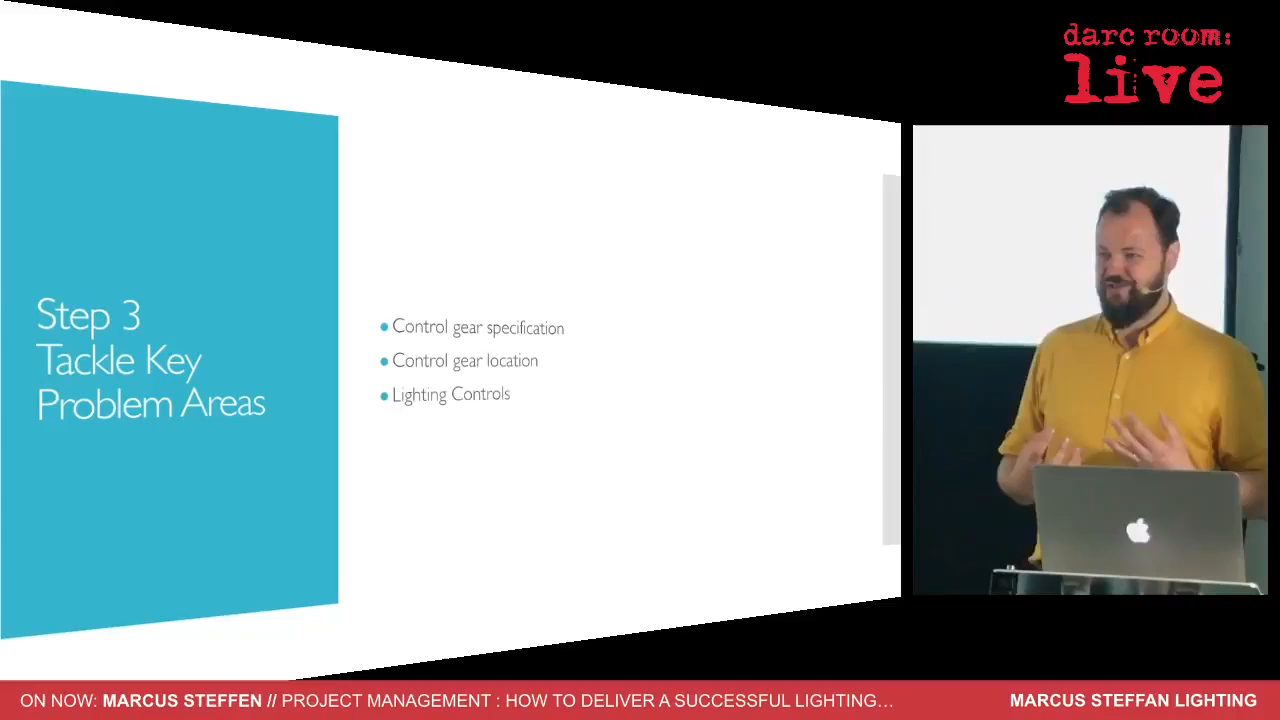 darc room:
live
Step 3
Tackle Key
Problem Areas
Control gear specification
Control gear location
Lighting Controls
ON NOW: MARCUS STEFFEN // PROJECT MANAGEMENT : HOW TO DELIVER A SUCCESSFUL LIGHTING...
MARCUS STEFFAN LIGHTING